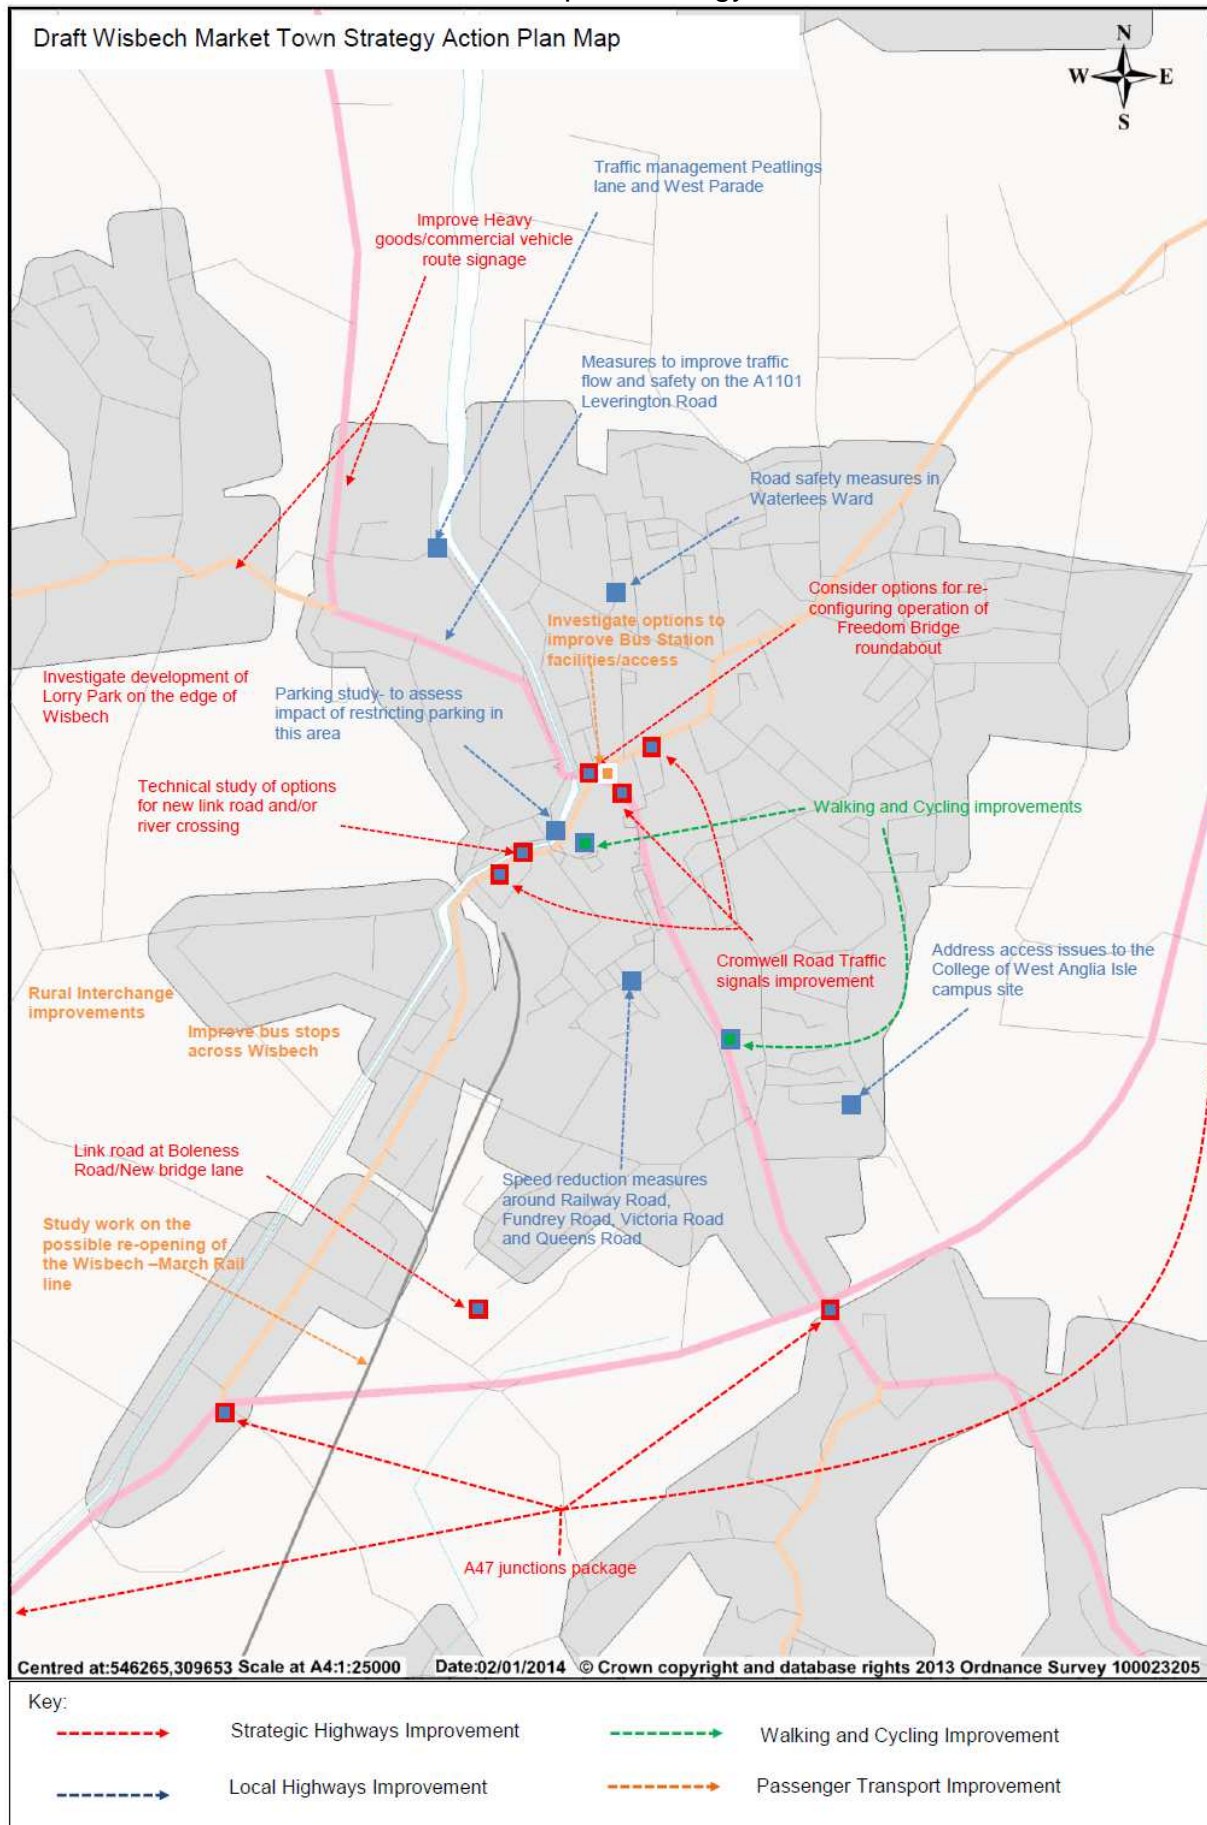 Draft Wisbech Market Town Strategy Action Plan Map
N
W
E
S
Traffic management Peatlings
lane and West Parade
Improve Heavy
goods/commercial vehicle
route signage
Measures to improve traffic
flow and safety on the A1101
Leverington Road
Road safety measures in
Waterlees Ward
Consider options for re-
configuring operation of
Freedom Bridge
roundabout
Investigate options to
improve Bus Station
facilities/access
Investigate development of
Lorry Park on the edge of
Wisbech
Parking study- to assess
impact of restricting parking in
this area
Technical study of options
for new link road and/or
river crossing
Walking and Cycling improvements
Cromwell Road Traffic
signals improvement
Address access issues to the
College of West Anglia Isle
campus site
Rural Interchange
improvements
Improve bus stops
across Wisbech
Link road at Boleness
Road/New bridge lane
Speed reduction measures
around Railway Road,
Fundrey Road, Victoria Road
and Queens Road
Study work on the
possible re-opening of
the Wisbech –March Rail
line
A47 junctions package
Centred at:546265,309653 Scale at A4:1:25000 Date:02/01/2014 © Crown copyright and database rights 2013 Ordnance Survey 100023205
Key:
Strategic Highways Improvement
Walking and Cycling Improvement
Local Highways Improvement
Passenger Transport Improvement